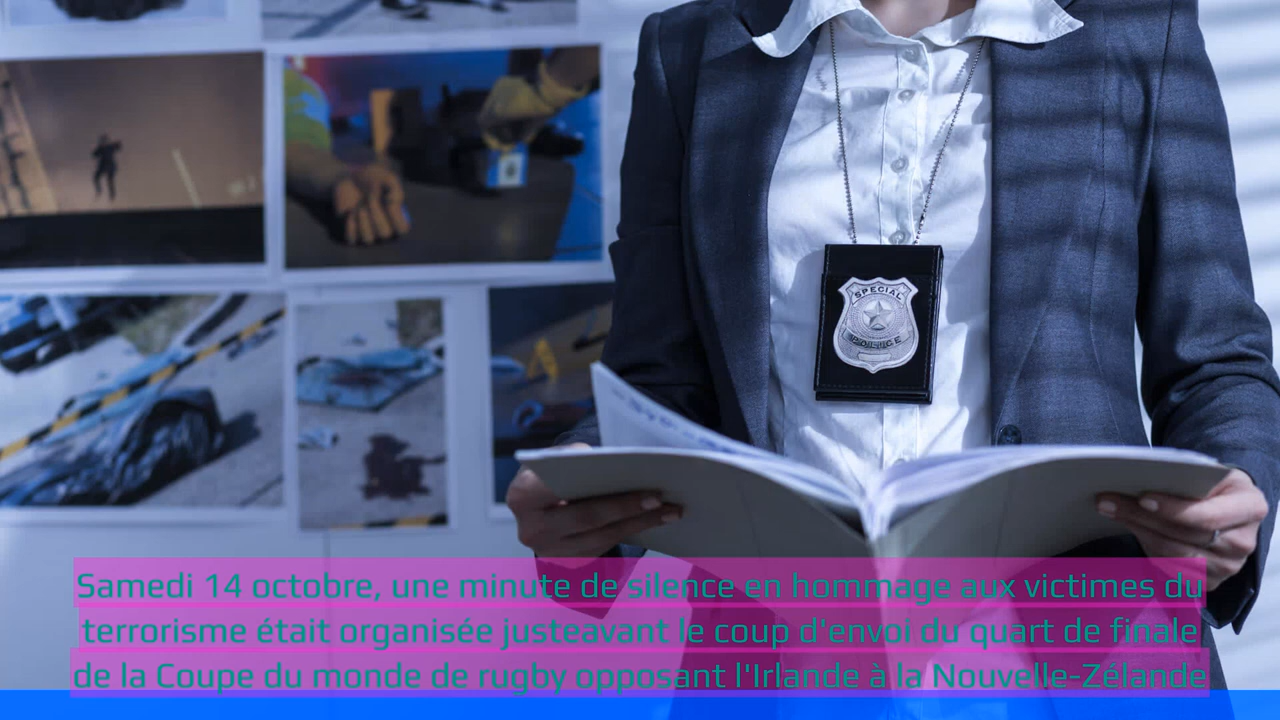 SPECIAL
POLICE
Samedi 14 octobre, une minute de silence en hommage aux victimes du
terrorisme était organisée justeavant le coup d'envoi du quart de finale
de la Coupe du monde de rugby opposant l'Irlande à la Nouvelle-Zélande